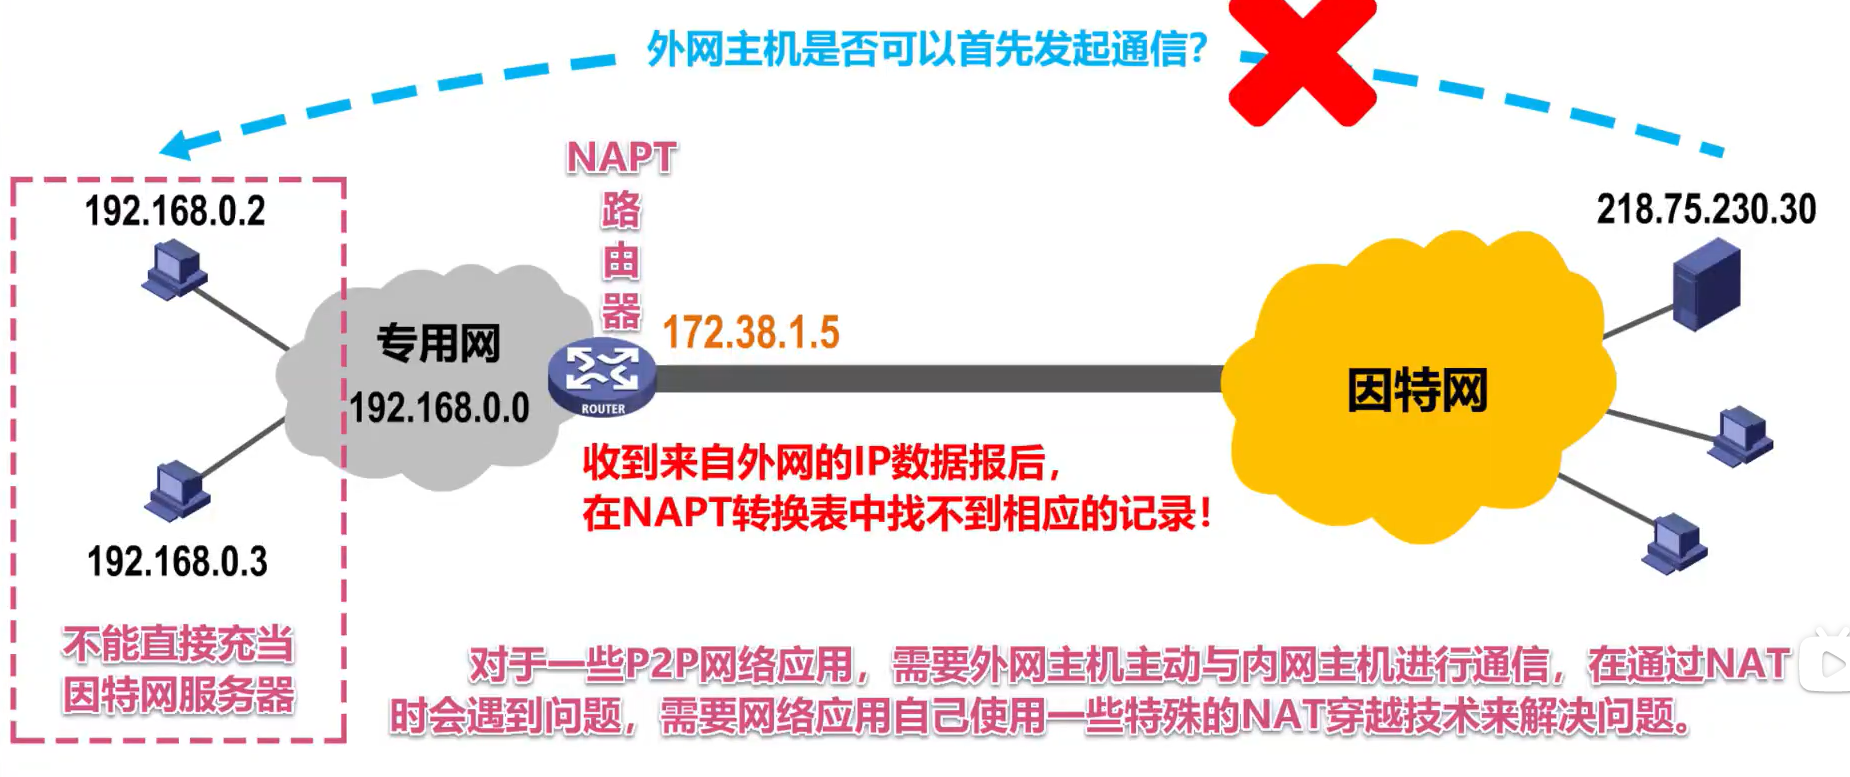 外网主机是否可以首先发起通信？
NAPT
路
由
器
192.168.0.2
218.75.230.30
172.38.1.5
专用网
192.168.0.0
ROUTER
因特网
收到来自外网的IP数据报后，
在NAPT转换表中找不到相应的记录！
192.168.0.3
不能直接充当
因特网服务器
对于一些P2P网络应用，需要外网主机主动与内网主机进行通信，在通过NAT
时会遇到问题，需要网络应用自己使用一些特殊的NAT穿越技术来解决问题。